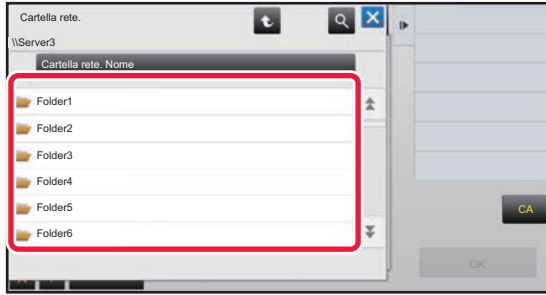 Cartella rete.
\\Server3
Cartella rete. Nome
Folder1
Folder2
Folder3
Folder4
Folder5
Folder6
CA
OK